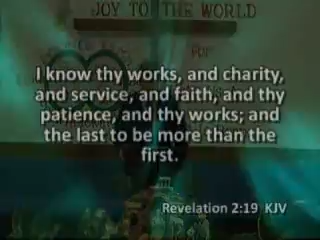 JOY TO THE WORLD
FOR
I know thy works, and charity,
and service, and faith, and thy
patience, and thy works; and
the last to be more than the
first.
Revelation 2:19 KJV